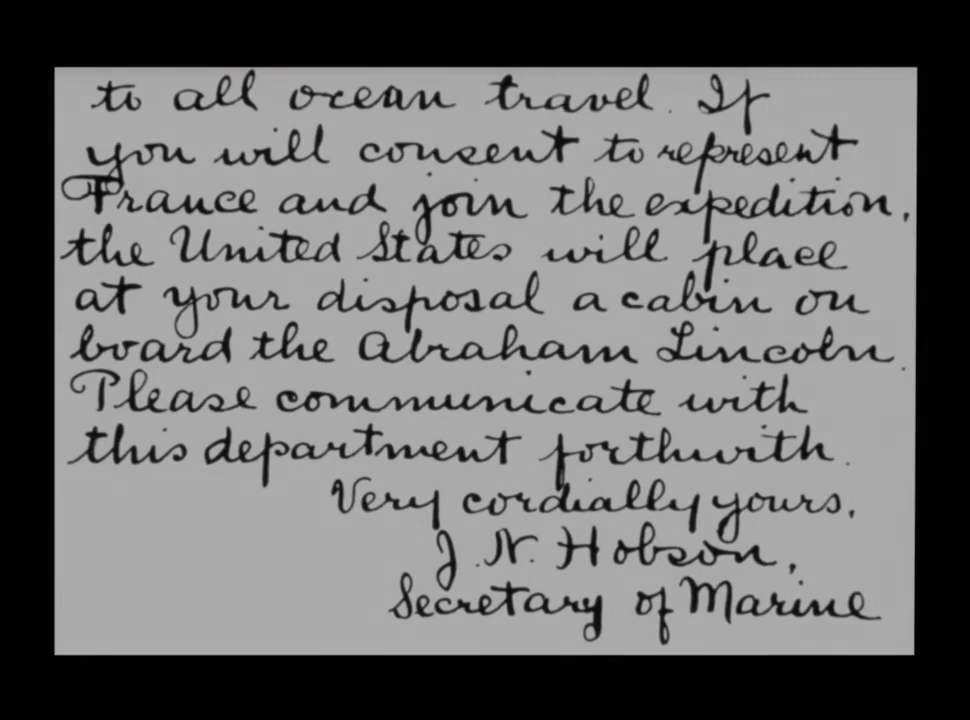 to all ocean travel. If
you will consent to represent
France and join the expedition,
the United States will place
at your disposal a cabin on
board the Abraham Lincoln.
Please communicate with
this department forthwith.
Very cordially yours,
J. N. Hobson,
Secretary of Marine